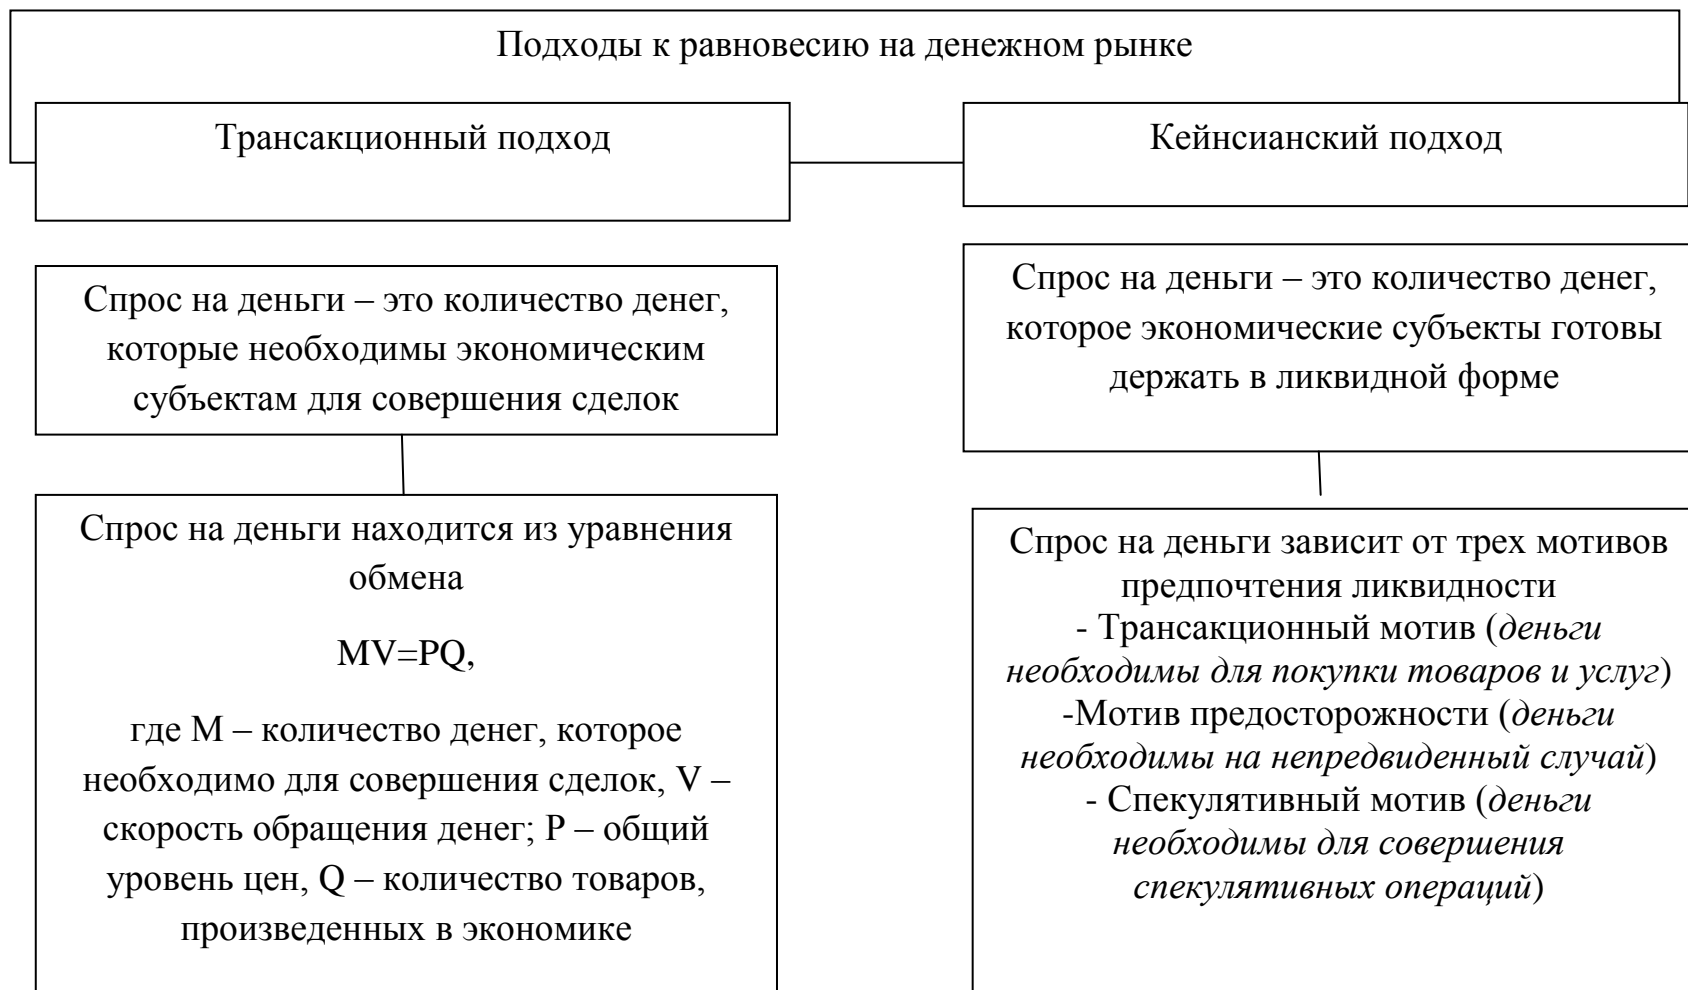 Подходы к равновесию на денежном рынке
Трансакционный подход
Кейнсианский подход
Спрос на деньги – это количество денег,
которые необходимы экономическим
субъектам для совершения сделок
Спрос на деньги – это количество денег,
которое экономические субъекты готовы
держать в ликвидной форме
Спрос на деньги находится из уравнения
обмена
MV=PQ,
где M – количество денег, которое
необходимо для совершения сделок, V –
скорость обращения денег; P – общий
уровень цен, Q – количество товаров,
произведенных в экономике
Спрос на деньги зависит от трех мотивов
предпочтения ликвидности
- Трансакционный мотив (деньги
необходимы для покупки товаров и услуг)
-Мотив предосторожности (деньги
необходимы на непредвиденный случай)
- Спекулятивный мотив (деньги
необходимы для совершения
спекулятивных операций)